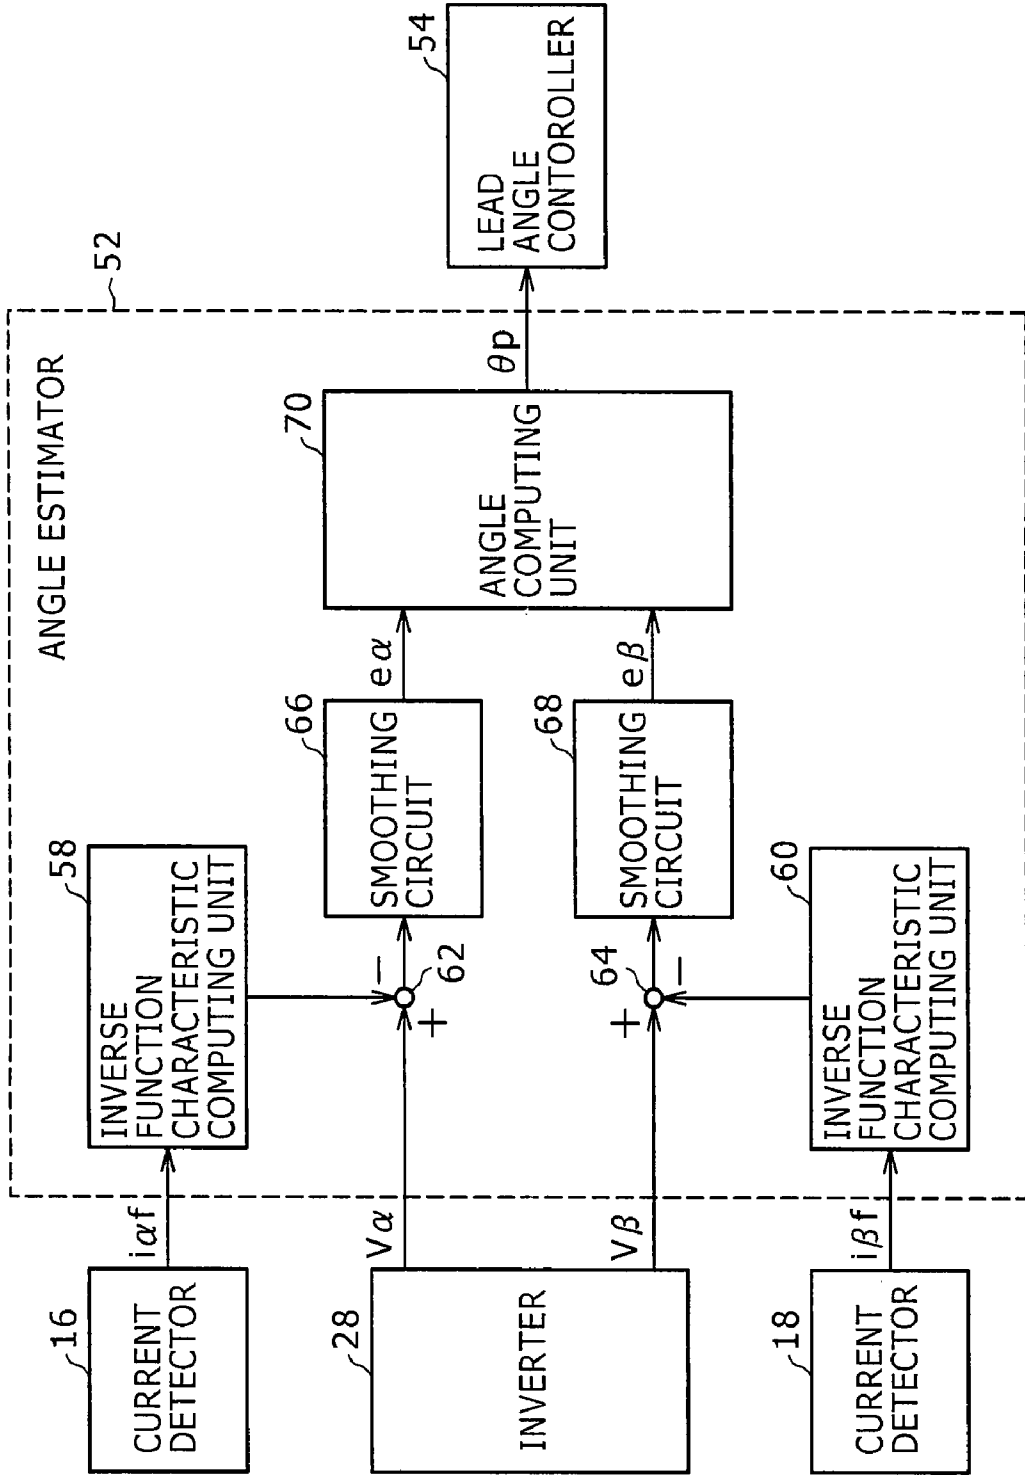 52
ANGLE ESTIMATOR
16
CURRENT
DETECTOR
iαf
58
INVERSE
FUNCTION
CHARACTERISTIC
COMPUTING UNIT
28
INVERTER
Vα
Vβ
−
+
62
66
SMOOTHING
CIRCUIT
eα
64
+
−
68
SMOOTHING
CIRCUIT
eβ
70
ANGLE
COMPUTING
UNIT
θp
54
LEAD
ANGLE
CONTOROLLER
18
CURRENT
DETECTOR
iβf
60
INVERSE
FUNCTION
CHARACTERISTIC
COMPUTING UNIT